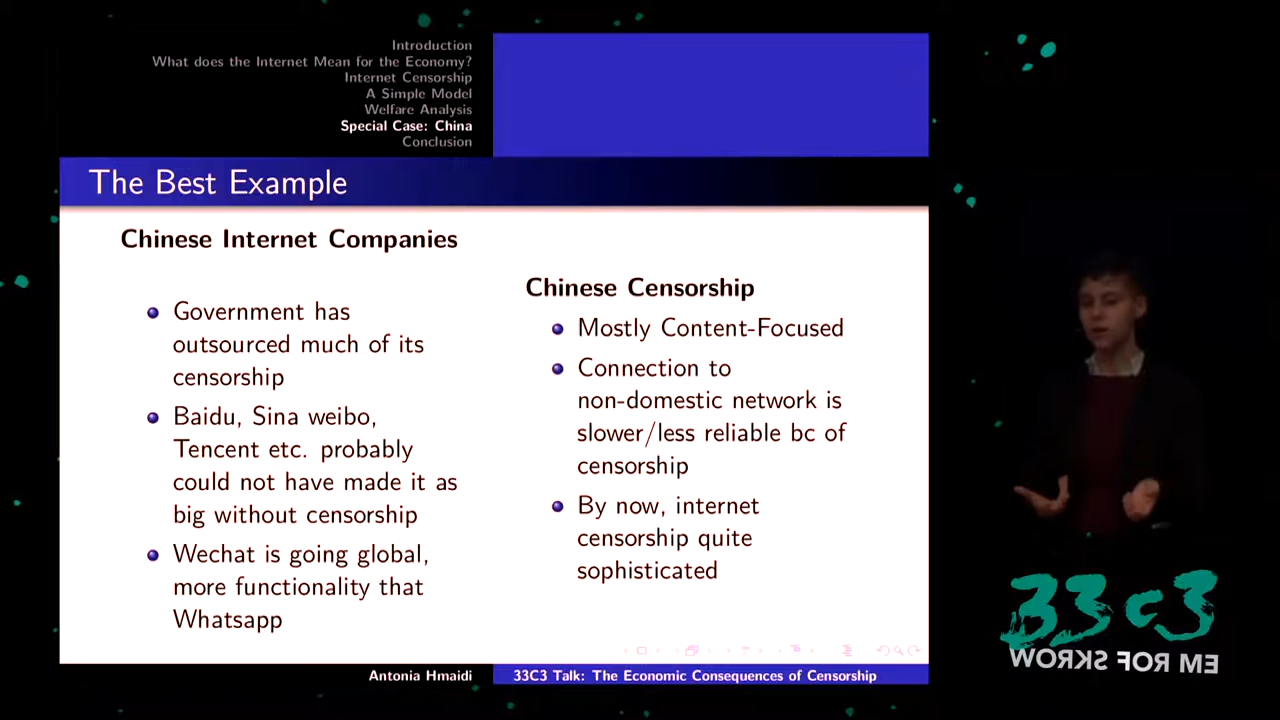 Introduction
What does the Internet Mean for the Economy?
Internet Censorship
A Simple Model
Welfare Analysis
Special Case: China
Conclusion
The Best Example
Chinese Internet Companies
Government has
outsourced much of its
censorship
Baidu, Sina weibo,
Tencent etc. probably
could not have made it as
big without censorship
Wechat is going global,
more functionality that
Whatsapp
Chinese Censorship
Mostly Content-Focused
Connection to
non-domestic network is
slower/less reliable bc of
censorship
By now, internet
censorship quite
sophisticated
Antonia Hmaidi
33C3 Talk: The Economic Consequences of Censorship
33C3
WORKS FOR ME